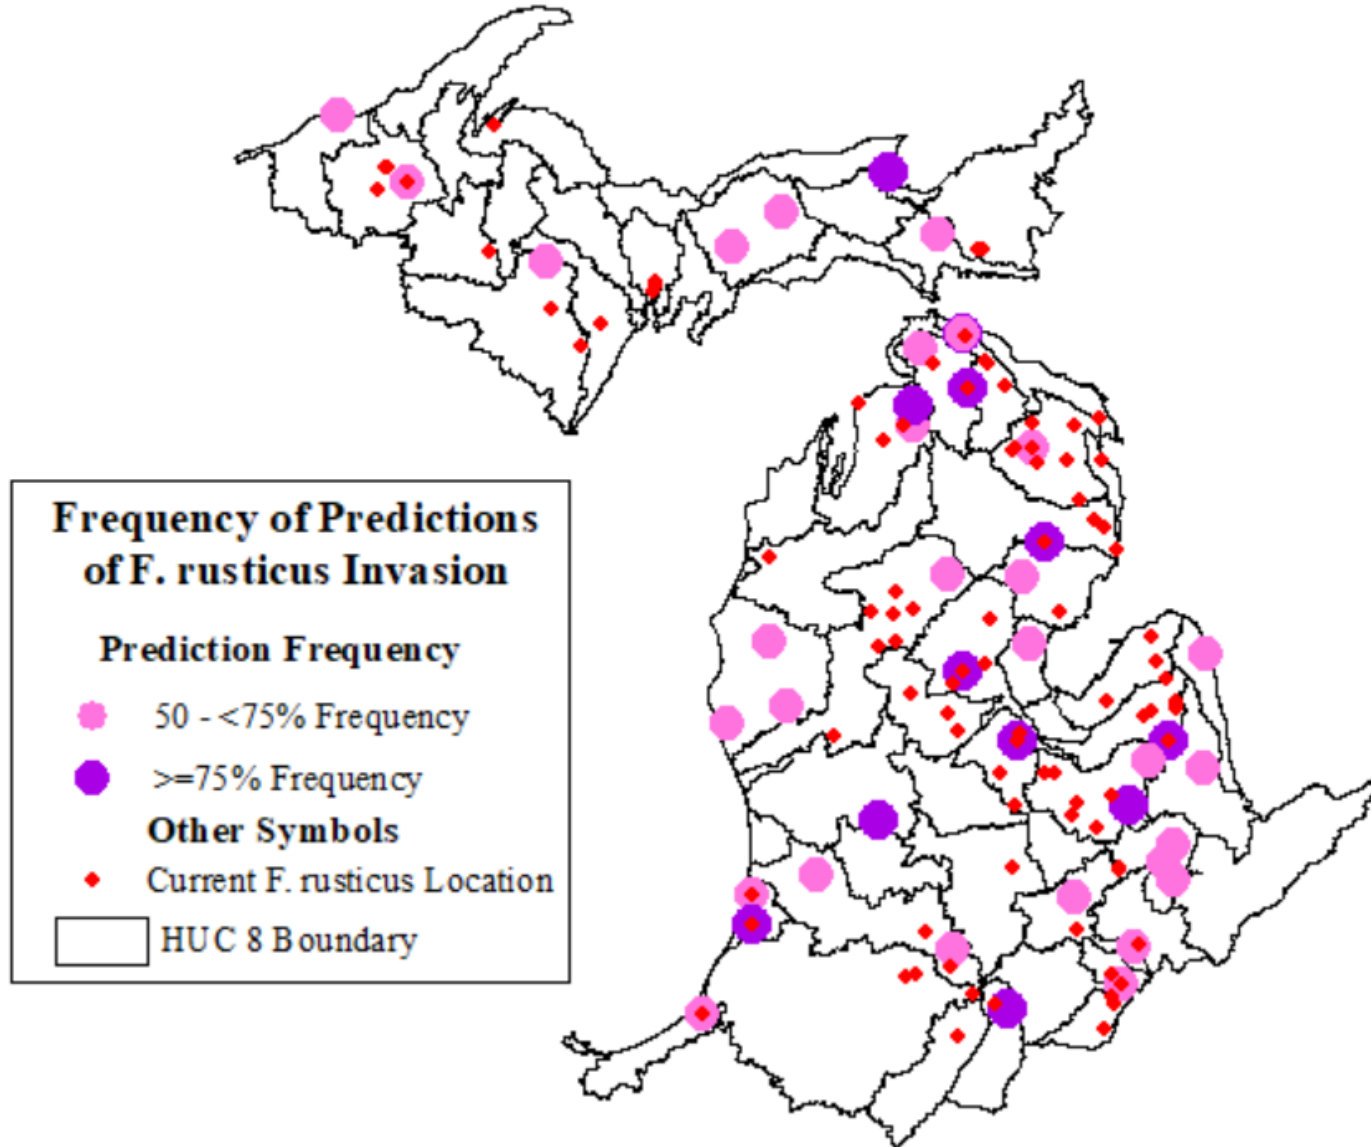 Frequency of Predictions
of F. rusticus Invasion
Prediction Frequency
50 - <75% Frequency
>=75% Frequency
Other Symbols
Current F. rusticus Location
HUC 8 Boundary